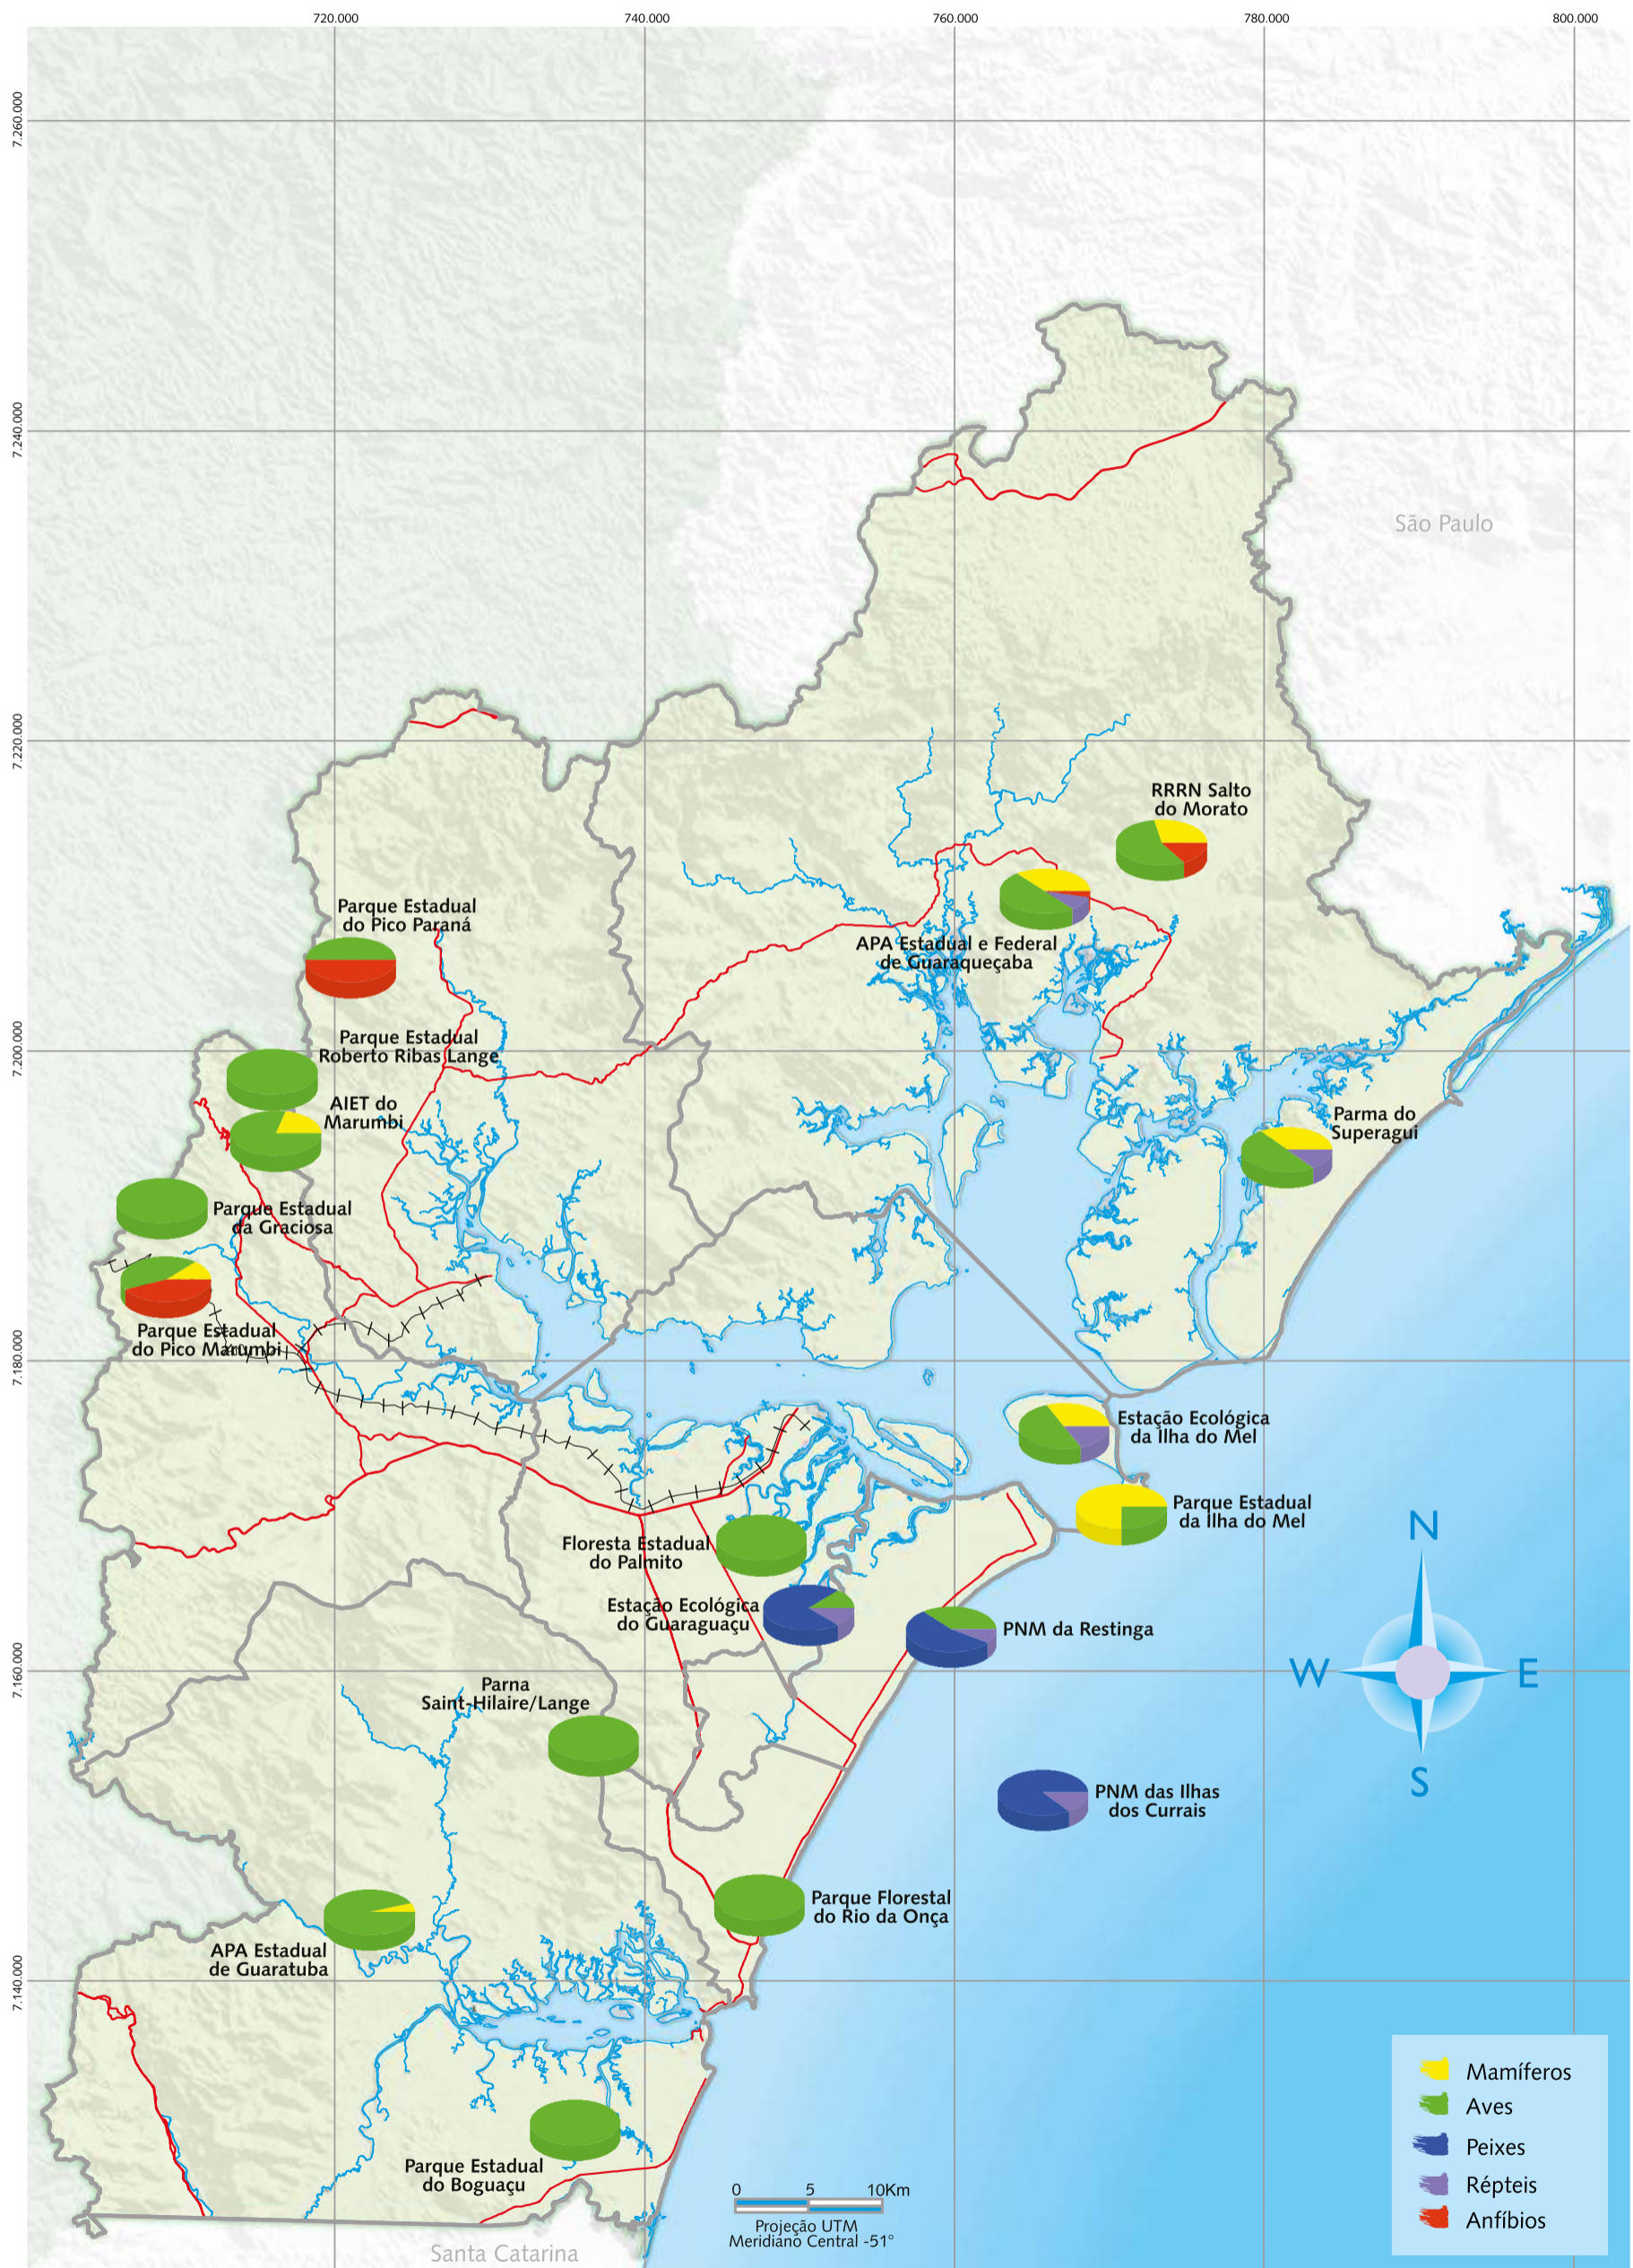 720.000
740.000
760.000
780.000
800.000
7.260.000
7.240.000
São Paulo
7.220.000
RRRN Salto
do Morato
Parque Estadual
do Pico Paraná
APA Estadual e Federal
de Guaraqueçaba
7.200.000
Parque Estadual
Roberto Ribas Lange
AIET do
Marumbi
Parma do
Superagui
Parque Estadual
da Graciosa
Parque Estadual
do Pico Marumbi
7.180.000
Estação Ecológica
da Ilha do Mel
Parque Estadual
da Ilha do Mel
N
Floresta Estadual
do Palmito
Estação Ecológica
do Guaraguaçu
PNM da Restinga
7.160.000
W
E
Parna
Saint-Hilaire/Lange
S
PNM das Ilhas
dos Currais
Parque Florestal
do Rio da Onça
APA Estadual
de Guaratuba
7.140.000
Mamíferos
Aves
Peixes
Répteis
Anfíbios
Parque Estadual
do Boguaçu
0 5 10Km
Projeção UTM
Meridiano Central -51°
Santa Catarina